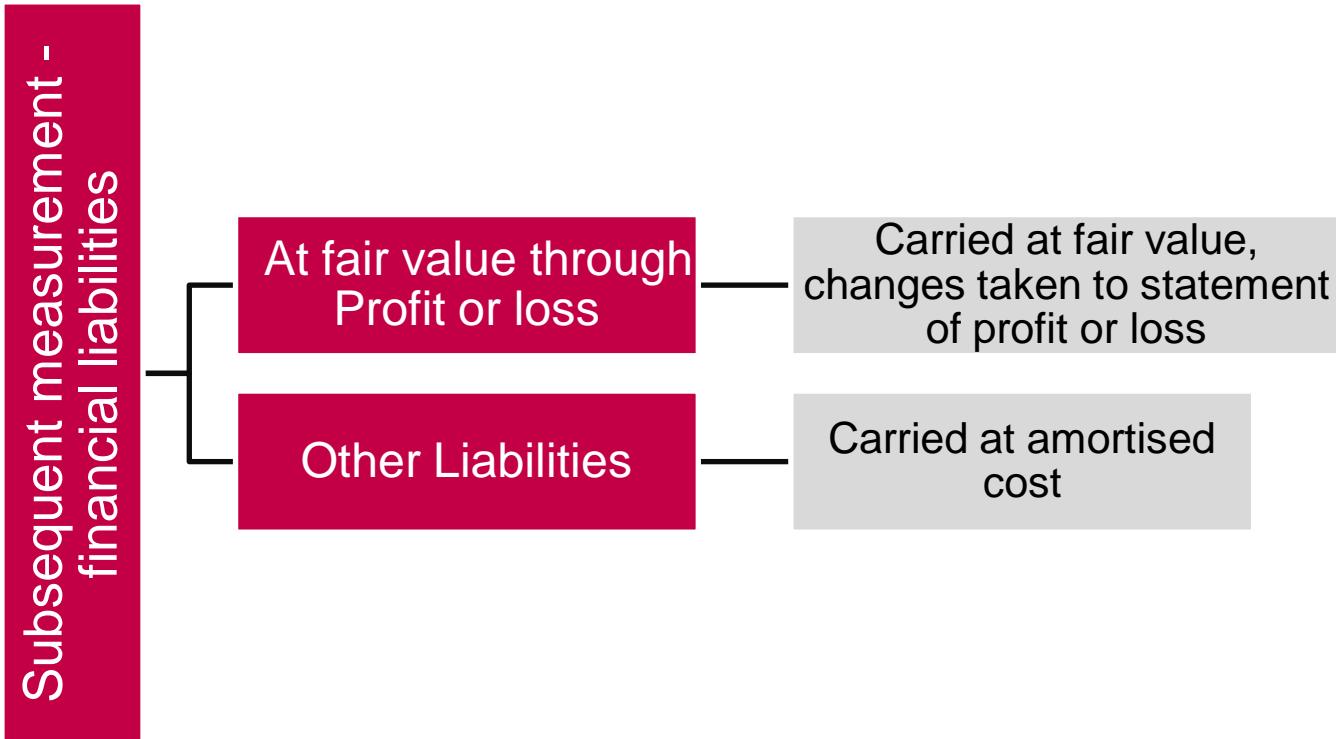 Subsequent measurement -
financial liabilities
At fair value through
Profit or loss
Carried at fair value,
changes taken to statement
of profit or loss
Other Liabilities
Carried at amortised
cost